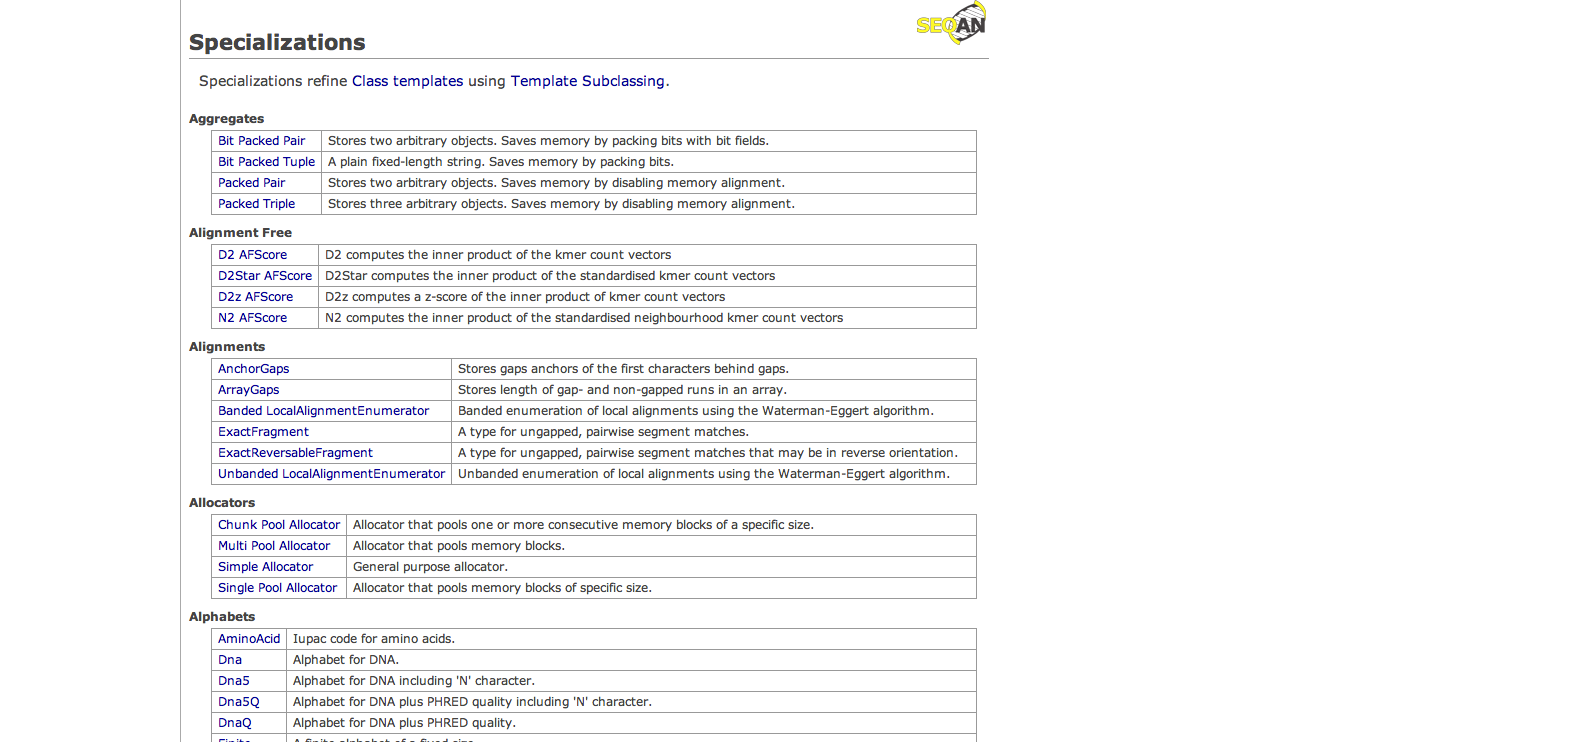 SEQAN
Specializations
Specializations refine Class templates using Template Subclassing.
Aggregates
Bit Packed Pair Stores two arbitrary objects. Saves memory by packing bits with bit fields.
Bit Packed Tuple A plain fixed-length string. Saves memory by packing bits.
Packed Pair Stores two arbitrary objects. Saves memory by disabling memory alignment.
Packed Triple Stores three arbitrary objects. Saves memory by disabling memory alignment.
Alignment Free
D2 AFScore D2 computes the inner product of the kmer count vectors
D2Star AFScore D2Star computes the inner product of the standardised kmer count vectors
D2z AFScore D2z computes a z-score of the inner product of kmer count vectors
N2 AFScore N2 computes the inner product of the standardised neighbourhood kmer count vectors
Alignments
AnchorGaps Stores gaps anchors of the first characters behind gaps.
ArrayGaps Stores length of gap- and non-gapped runs in an array.
Banded LocalAlignmentEnumerator Banded enumeration of local alignments using the Waterman-Eggert algorithm.
ExactFragment A type for ungapped, pairwise segment matches.
ExactReversableFragment A type for ungapped, pairwise segment matches that may be in reverse orientation.
Unbanded LocalAlignmentEnumerator Unbanded enumeration of local alignments using the Waterman-Eggert algorithm.
Allocators
Chunk Pool Allocator Allocator that pools one or more consecutive memory blocks of a specific size.
Multi Pool Allocator Allocator that pools memory blocks.
Simple Allocator General purpose allocator.
Single Pool Allocator Allocator that pools memory blocks of specific size.
Alphabets
AminoAcid Iupac code for amino acids.
Dna Alphabet for DNA.
Dna5 Alphabet for DNA including 'N' character.
Dna5Q Alphabet for DNA plus PHRED quality including 'N' character.
DnaQ Alphabet for DNA plus PHRED quality.
Finite A finite alphabet of a fixed size.